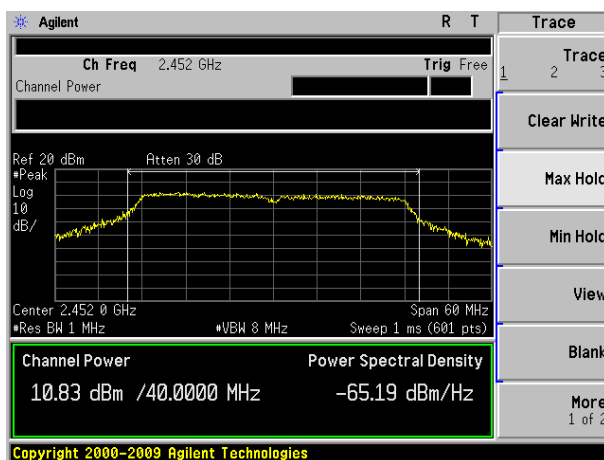 Agilent R T Trace
Ch Freq 2.452 GHz Trig Free
Channel Power
Trace
1 2 3
Clear Write
Max Hold
Min Hold
View
Blank
More
1 of 2
Ref 20 dBm Atten 30 dB
#Peak
Log
10
dB/
Center 2.452 0 GHz Span 60 MHz
#Res BW 1 MHz #VBW 8 MHz Sweep 1 ms (601 pts)
Channel Power Power Spectral Density
10.83 dBm /40.0000 MHz -65.19 dBm/Hz
Copyright 2000-2009 Agilent Technologies